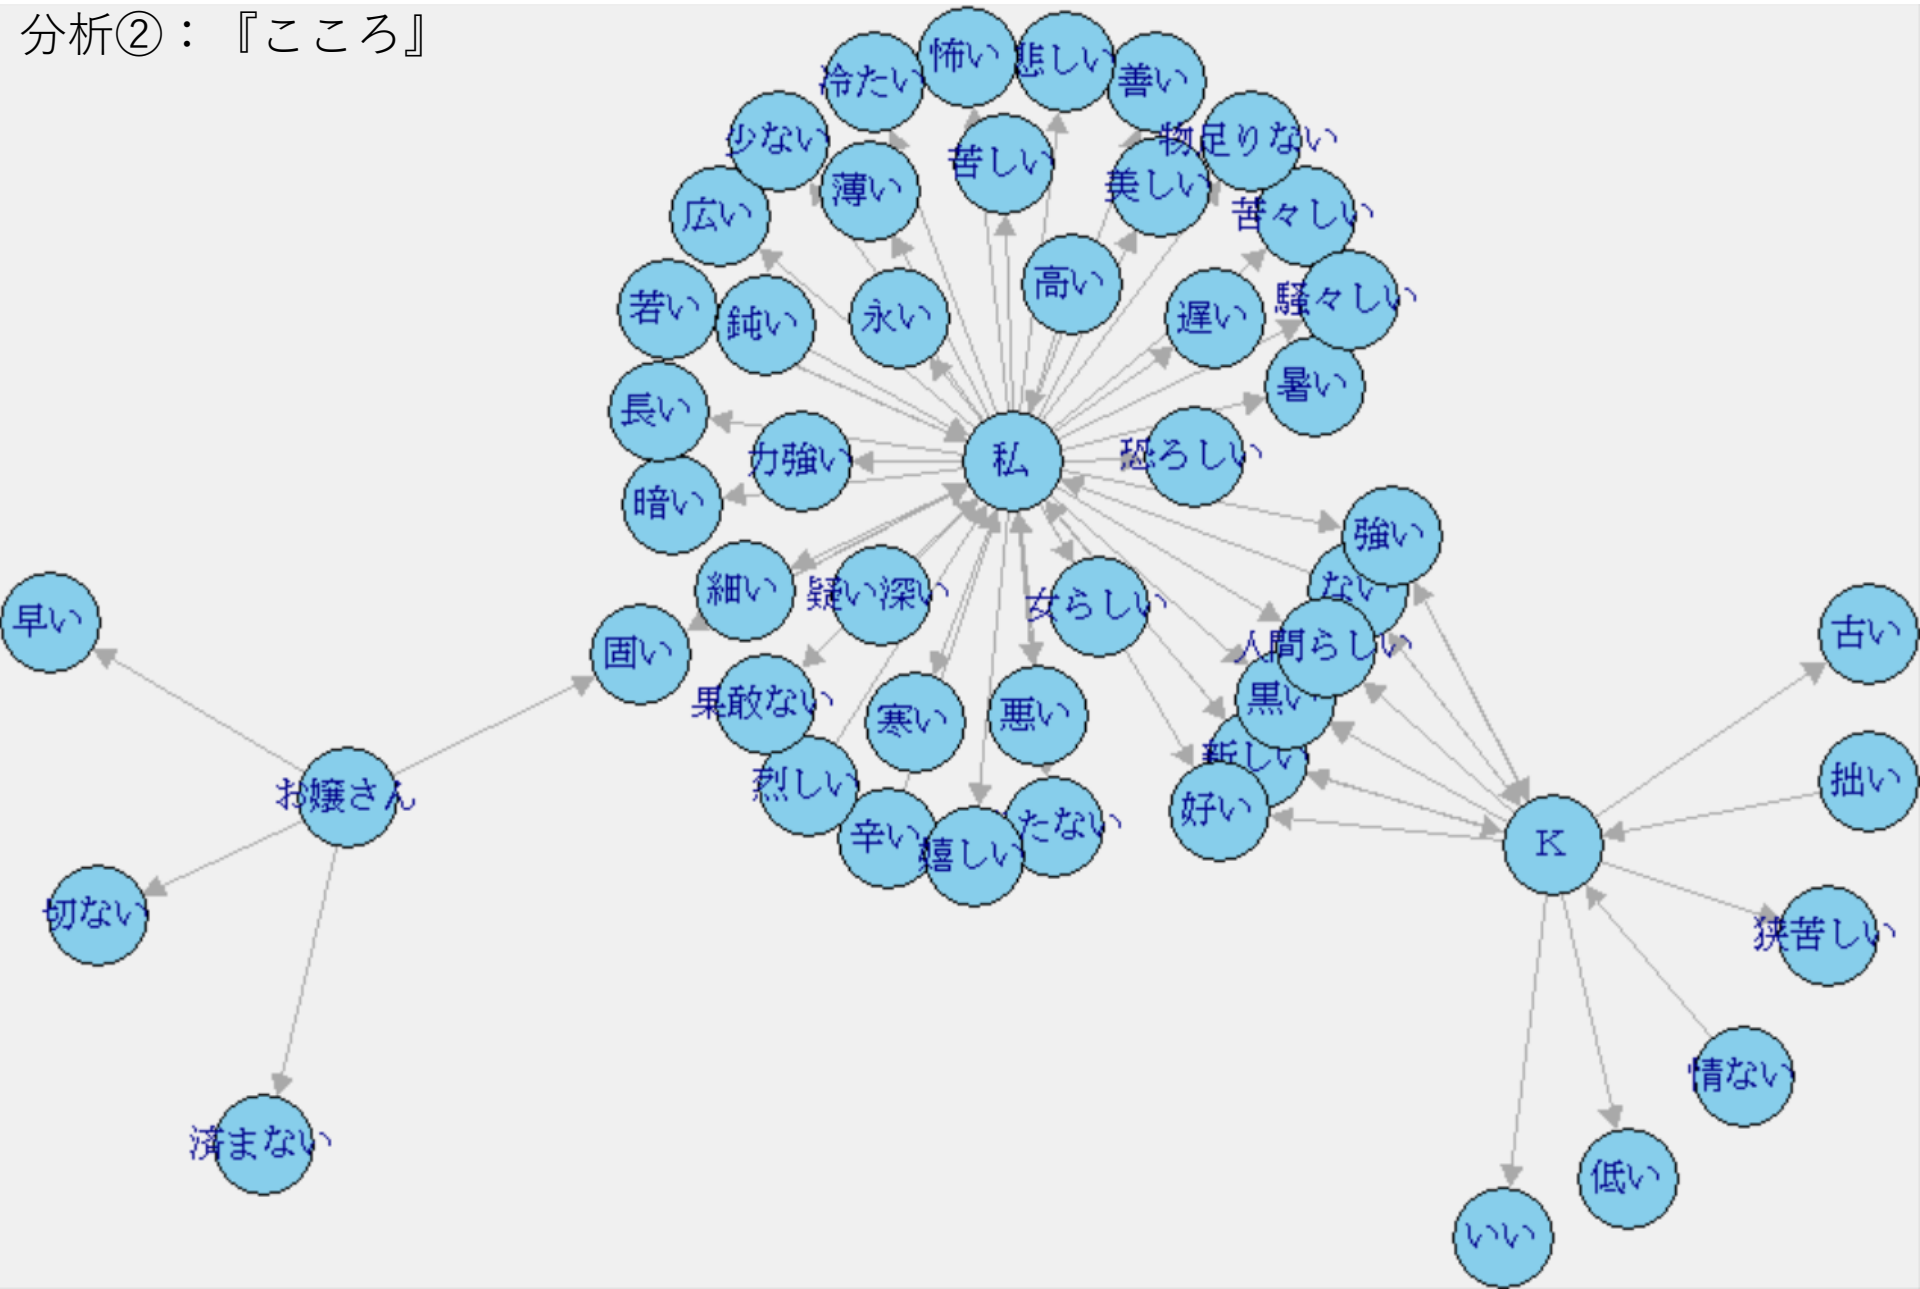 分析②：『こころ』
怖い
悲しい
冷たい
善い
少ない
物足りない
苦しい
薄い
美しい
広い
苦々しい
高い
騒々しい
若い
鈍い
永い
遅い
暑い
長い
力強い
私
恐ろしい
暗い
強い
ない
細い
疑い深い
女らしい
早い
固い
人間らしい
古い
果敢ない
寒い
悪い
黒い
新しい
お嬢さん
烈しい
好い
拙い
辛い
嬉しい
たない
K
切ない
狭苦しい
情ない
済まない
低い
いい